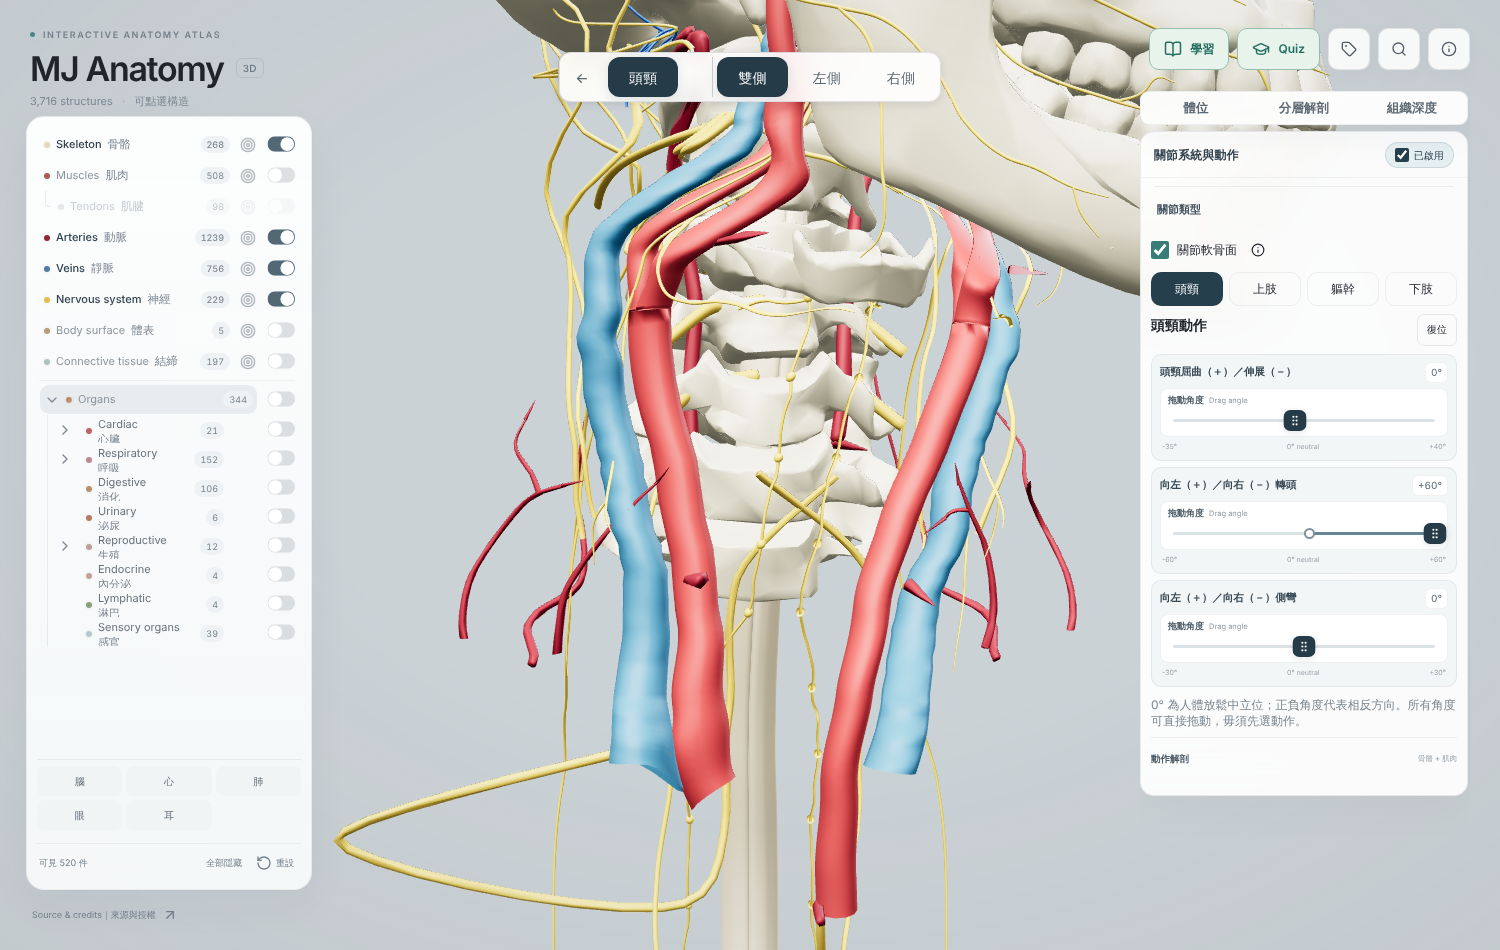 INTERACTIVE ANATOMY ATLAS
MJ Anatomy 3D
3,716 structures · 可點選構造
Skeleton 骨骼 268
Muscles 肌肉 508
Tendons 肌腱 98
Arteries 動脈 1239
Veins 靜脈 756
Nervous system 神經 229
Body surface 體表 5
Connective tissue 結締 197
Organs 344
Cardiac 21
心臟
Respiratory 152
呼吸
Digestive 106
消化
Urinary 6
泌尿
Reproductive 12
生殖
Endocrine 4
內分泌
Lymphatic 4
淋巴
Sensory organs 39
感官
腦 心 肺
眼 耳
可見 520 件 全部隱藏 重設
Source & credits | 來源與授權
頭頸 雙側 左側 右側
學習 Quiz
體位 分層解剖 組織深度
關節系統與動作 已啟用
關節類型
關節軟骨面
頭頸 上肢 軀幹 下肢
頭頸動作 復位
頭頸屈曲（+）／伸展（−） 0°
拖動角度 Drag angle
-35° 0° neutral +40°
向左（+）／向右（−）轉頭 +60°
拖動角度 Drag angle
-60° 0° neutral +60°
向左（+）／向右（−）側彎 0°
拖動角度 Drag angle
-30° 0° neutral +30°
0° 為人體放鬆中立位；正負角度代表相反方向。所有角度
可直接拖動，毋須先選動作。
動作解剖 骨骼 + 肌肉